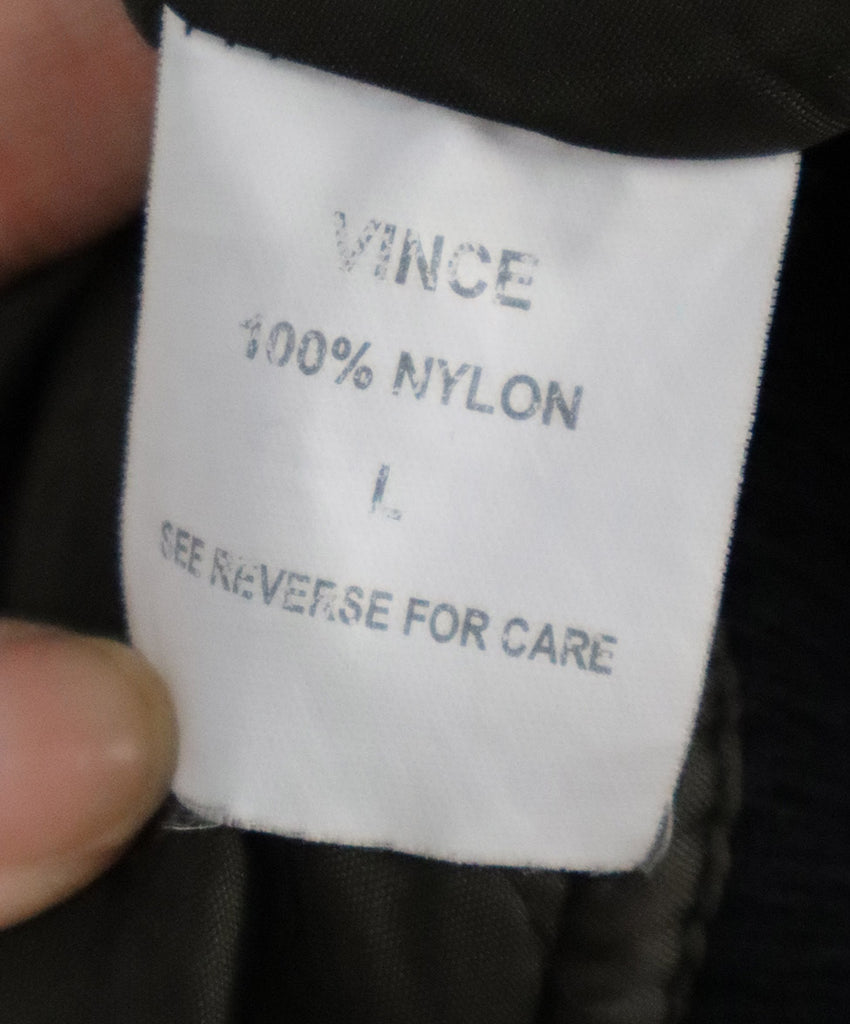 VINCE
100% NYLON
L
SEE REVERSE FOR CARE